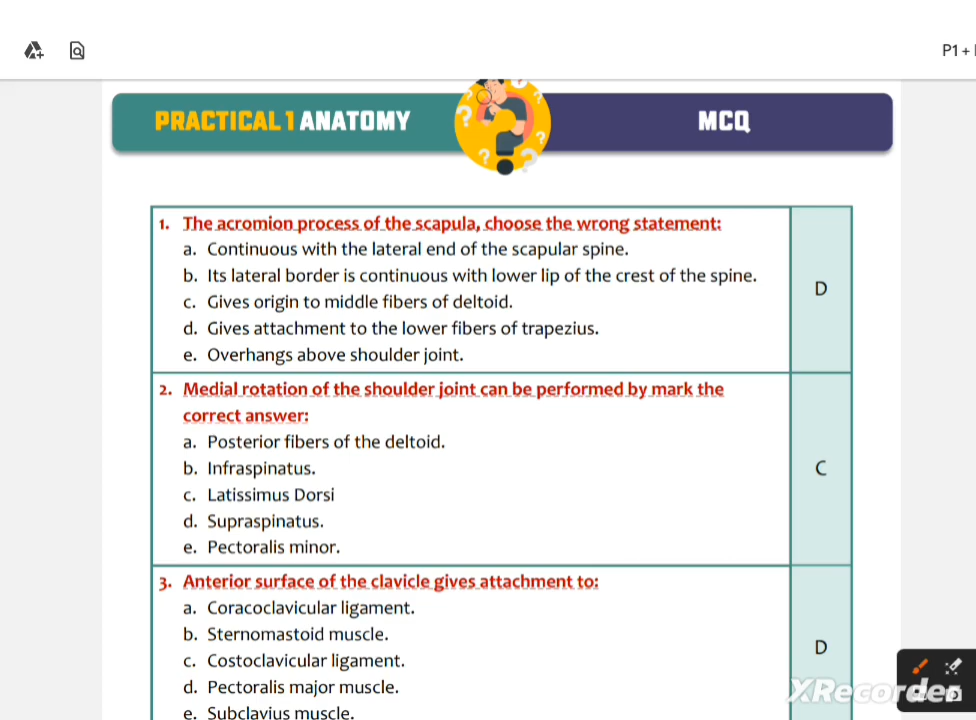 P1 +
PRACTICAL 1 ANATOMY
MCQ
1. The acromion process of the scapula, choose the wrong statement:
a. Continuous with the lateral end of the scapular spine.
b. Its lateral border is continuous with lower lip of the crest of the spine.
c. Gives origin to middle fibers of deltoid.
d. Gives attachment to the lower fibers of trapezius.
e. Overhangs above shoulder joint.
D
2. Medial rotation of the shoulder joint can be performed by mark the
correct answer:
a. Posterior fibers of the deltoid.
b. Infraspinatus.
c. Latissimus Dorsi
d. Supraspinatus.
e. Pectoralis minor.
C
3. Anterior surface of the clavicle gives attachment to:
a. Coracoclavicular ligament.
b. Sternomastoid muscle.
c. Costoclavicular ligament.
d. Pectoralis major muscle.
e. Subclavius muscle.
D
XRecorder